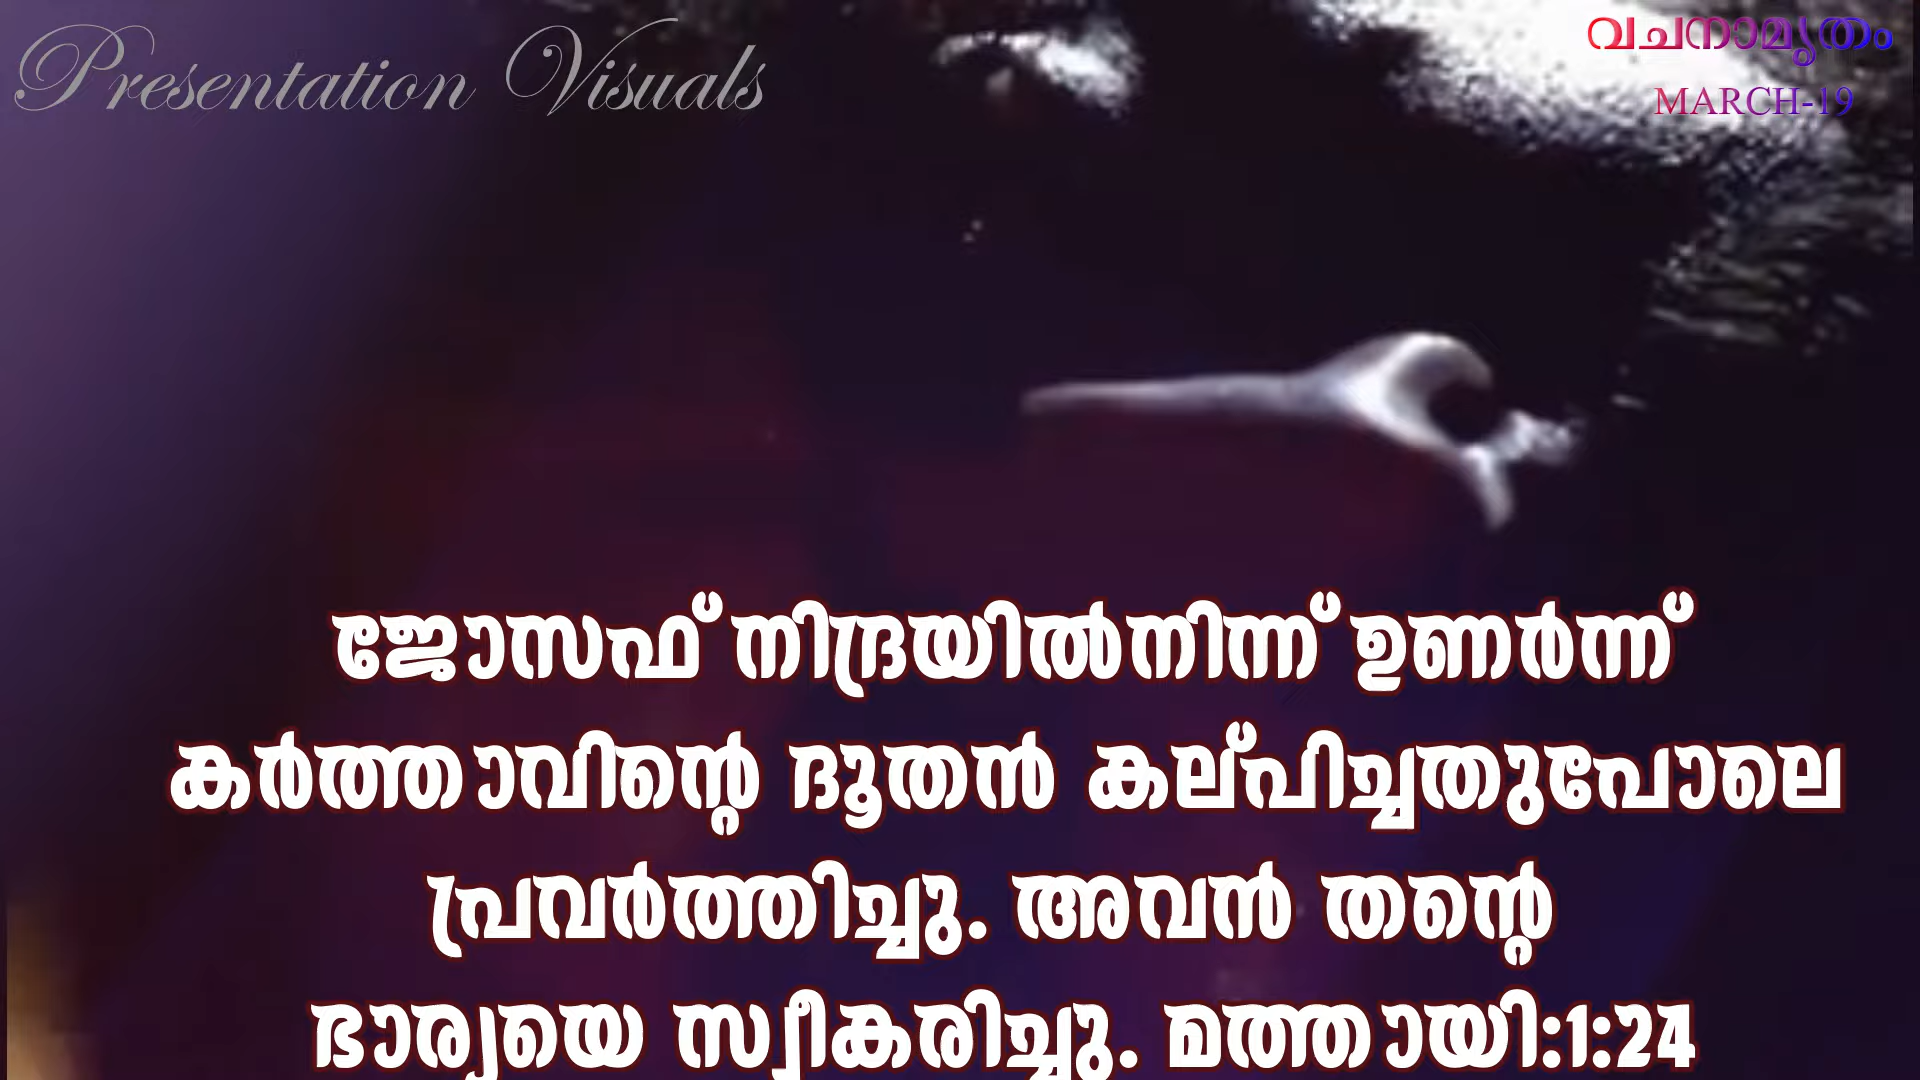 Presentation Visuals
വചനാമൃതം
MARCH-19
ജോസഫ് നിദ്രയിൽനിന്ന് ഉണർന്ന്
കർത്താവിന്റെ ദൂതൻ കല്പിച്ചതുപോലെ
പ്രവർത്തിച്ചു. അവൻ തന്റെ
ഭാര്യയെ സ്വീകരിച്ചു. മത്തായി:1:24